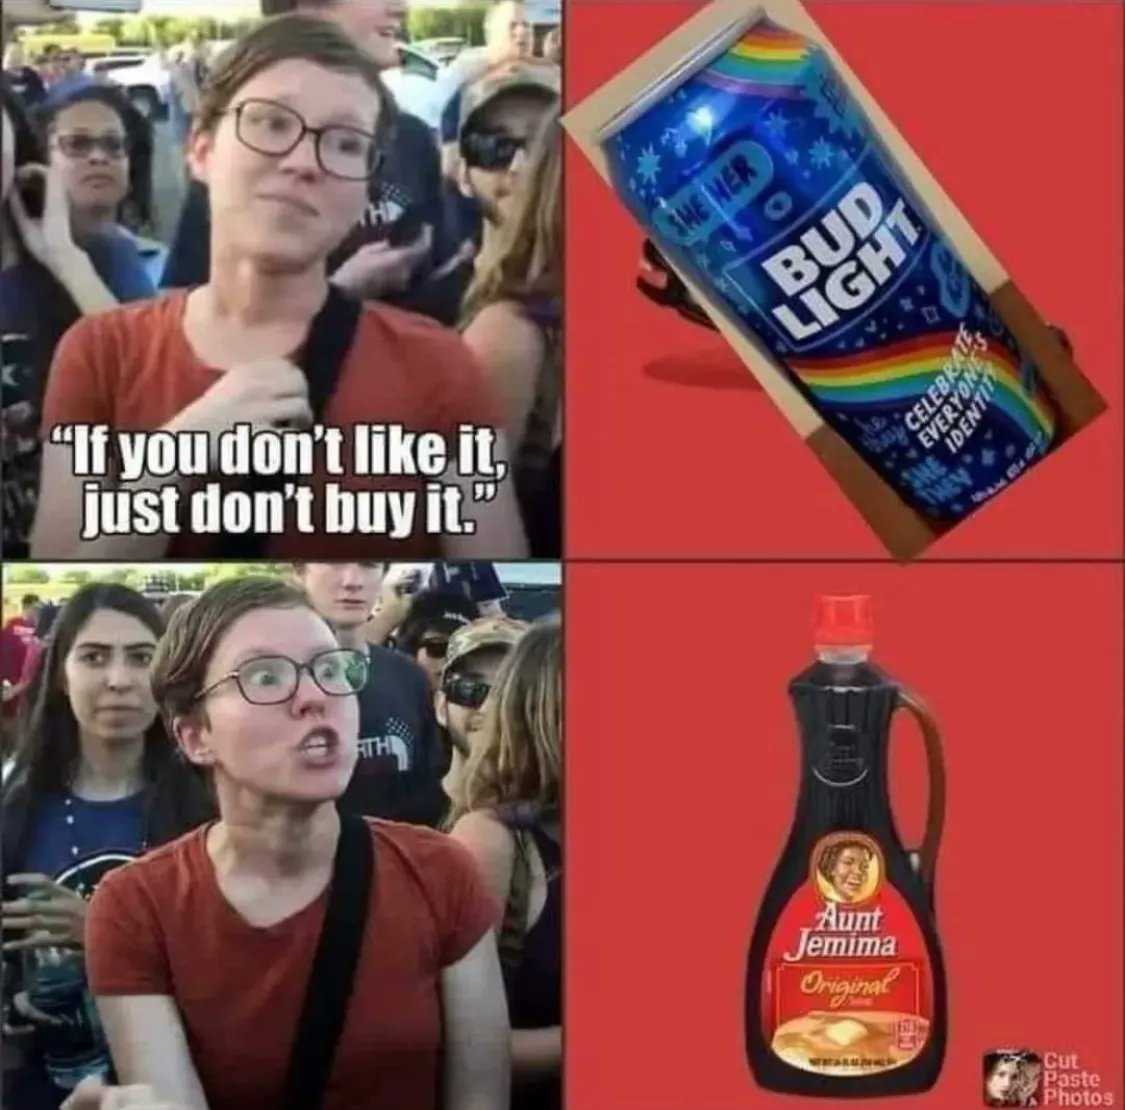 “If you don’t like it,
just don’t buy it.”
BUD
LIGHT
CELEBRATE
EVERYONE'S
IDENTITY
Aunt
Jemima
Original
Cut
Paste
Photos